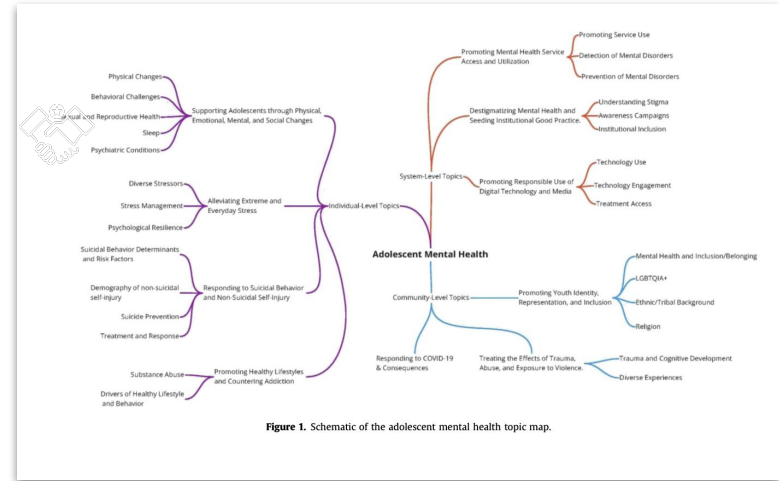 Promoting Service Use
Promoting Mental Health Service
Access and Utilization
Detection of Mental Disorders
Prevention of Mental Disorders
Physical Changes
Behavioral Challenges
Sexual and Reproductive Health
Sleep
Psychiatric Conditions
Supporting Adolescents through Physical,
Emotional, Mental, and Social Changes
Destigmatizing Mental Health and
Seeding Institutional Good Practice.
Understanding Stigma
Awareness Campaigns
Institutional Inclusion
System-Level Topics
Promoting Responsible Use of
Digital Technology and Media
Technology Use
Technology Engagement
Treatment Access
Diverse Stressors
Stress Management
Psychological Resilience
Alleviating Extreme and
Everyday Stress
Individual-Level Topics
Adolescent Mental Health
Suicidal Behavior Determinants
and Risk Factors
Demography of non-suicidal
self-injury
Suicide Prevention
Treatment and Response
Responding to Suicidal Behavior
and Non-Suicidal Self-Injury
Community-Level Topics
Promoting Youth Identity,
Representation, and Inclusion
Mental Health and Inclusion/Belonging
LGBTQIA+
Ethnic/Tribal Background
Religion
Responding to COVID-19
& Consequences
Treating the Effects of Trauma,
Abuse, and Exposure to Violence.
Trauma and Cognitive Development
Diverse Experiences
Substance Abuse
Drivers of Healthy Lifestyle
and Behavior
Promoting Healthy Lifestyles
and Countering Addiction
Figure 1. Schematic of the adolescent mental health topic map.